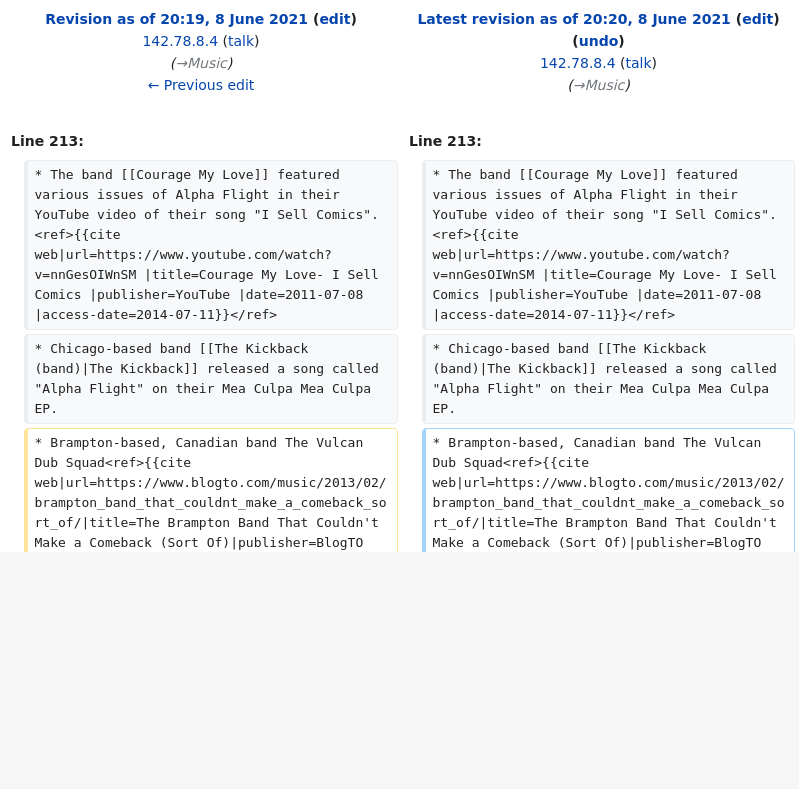 Revision as of 20:19, 8 June 2021 (edit)
142.78.8.4 (talk)
(→Music)
← Previous edit
Latest revision as of 20:20, 8 June 2021 (edit)
(undo)
142.78.8.4 (talk)
(→Music)
Line 213:
Line 213:
* The band [[Courage My Love]] featured
various issues of Alpha Flight in their
YouTube video of their song "I Sell Comics".
<ref>{{cite
web|url=https://www.youtube.com/watch?
v=nnGesOIWnSM |title=Courage My Love- I Sell
Comics |publisher=YouTube |date=2011-07-08
|access-date=2014-07-11}}</ref>
* The band [[Courage My Love]] featured
various issues of Alpha Flight in their
YouTube video of their song "I Sell Comics".
<ref>{{cite
web|url=https://www.youtube.com/watch?
v=nnGesOIWnSM |title=Courage My Love- I Sell
Comics |publisher=YouTube |date=2011-07-08
|access-date=2014-07-11}}</ref>
* Chicago-based band [[The Kickback
(band)|The Kickback]] released a song called
"Alpha Flight" on their Mea Culpa Mea Culpa
EP.
* Chicago-based band [[The Kickback
(band)|The Kickback]] released a song called
"Alpha Flight" on their Mea Culpa Mea Culpa
EP.
* Brampton-based, Canadian band The Vulcan
Dub Squad<ref>{{cite
web|url=https://www.blogto.com/music/2013/02/
brampton_band_that_couldnt_make_a_comeback_so
rt_of/|title=The Brampton Band That Couldn't
Make a Comeback (Sort Of)|publisher=BlogTO
* Brampton-based, Canadian band The Vulcan
Dub Squad<ref>{{cite
web|url=https://www.blogto.com/music/2013/02/
brampton_band_that_couldnt_make_a_comeback_so
rt_of/|title=The Brampton Band That Couldn't
Make a Comeback (Sort Of)|publisher=BlogTO